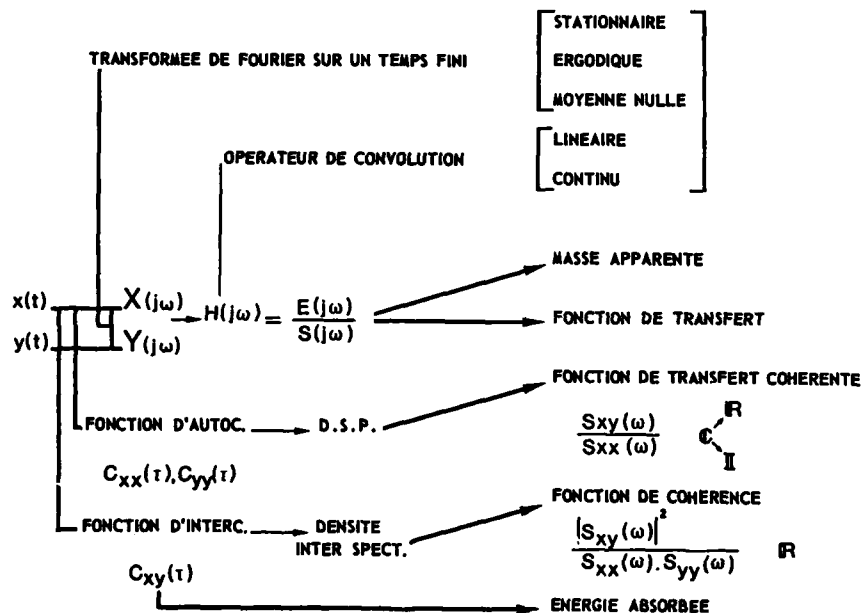 STATIONNAIRE
TRANSFORMEE DE FOURIER SUR UN TEMPS FINI
ERGODIQUE
MOYENNE NULLE
LINEAIRE
OPERATEUR DE CONVOLUTION
CONTINU
MASSE APPARENTE
x(t) X(jω)
H(jω) = E(jω) / S(jω)
FONCTION DE TRANSFERT
y(t) Y(jω)
FONCTION DE TRANSFERT COHERENTE
FONCTION D'AUTOC. D.S.P.
Sxy(ω) / Sxx(ω) ℂ ℝ 𝕀
Cxx(τ), Cyy(τ)
FONCTION DE COHERENCE
FONCTION D'INTERC. DENSITE
INTER SPECT.
|Sxy(ω)|² / Sxx(ω). Syy(ω) ℝ
Cxy(τ)
ENERGIE ABSORBEE